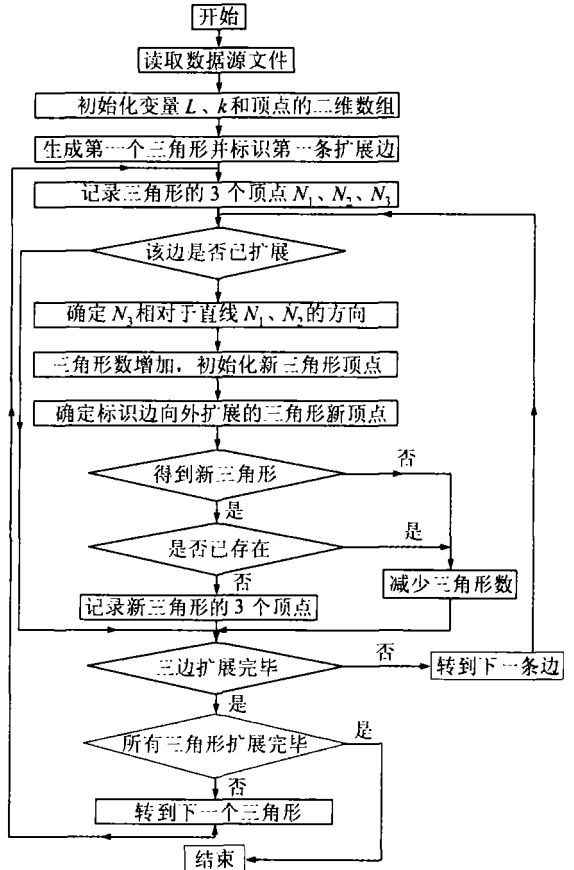 开始
读取数据源文件
初始化变量 L、k和顶点的二维数组
生成第一个三角形并标识第一条扩展边
记录三角形的 3 个顶点 N₁、N₂、N₃
该边是否已扩展
确定 N₃相对于直线 N₁、N₂的方向
三角形数增加，初始化新三角形顶点
确定标识边向外扩展的三角形新顶点
得到新三角形
否
是
是否已存在
是
否
减少三角形数
记录新三角形的 3 个顶点
三边扩展完毕
否
转到下一条边
是
所有三角形扩展完毕
是
否
转到下一个三角形
结束